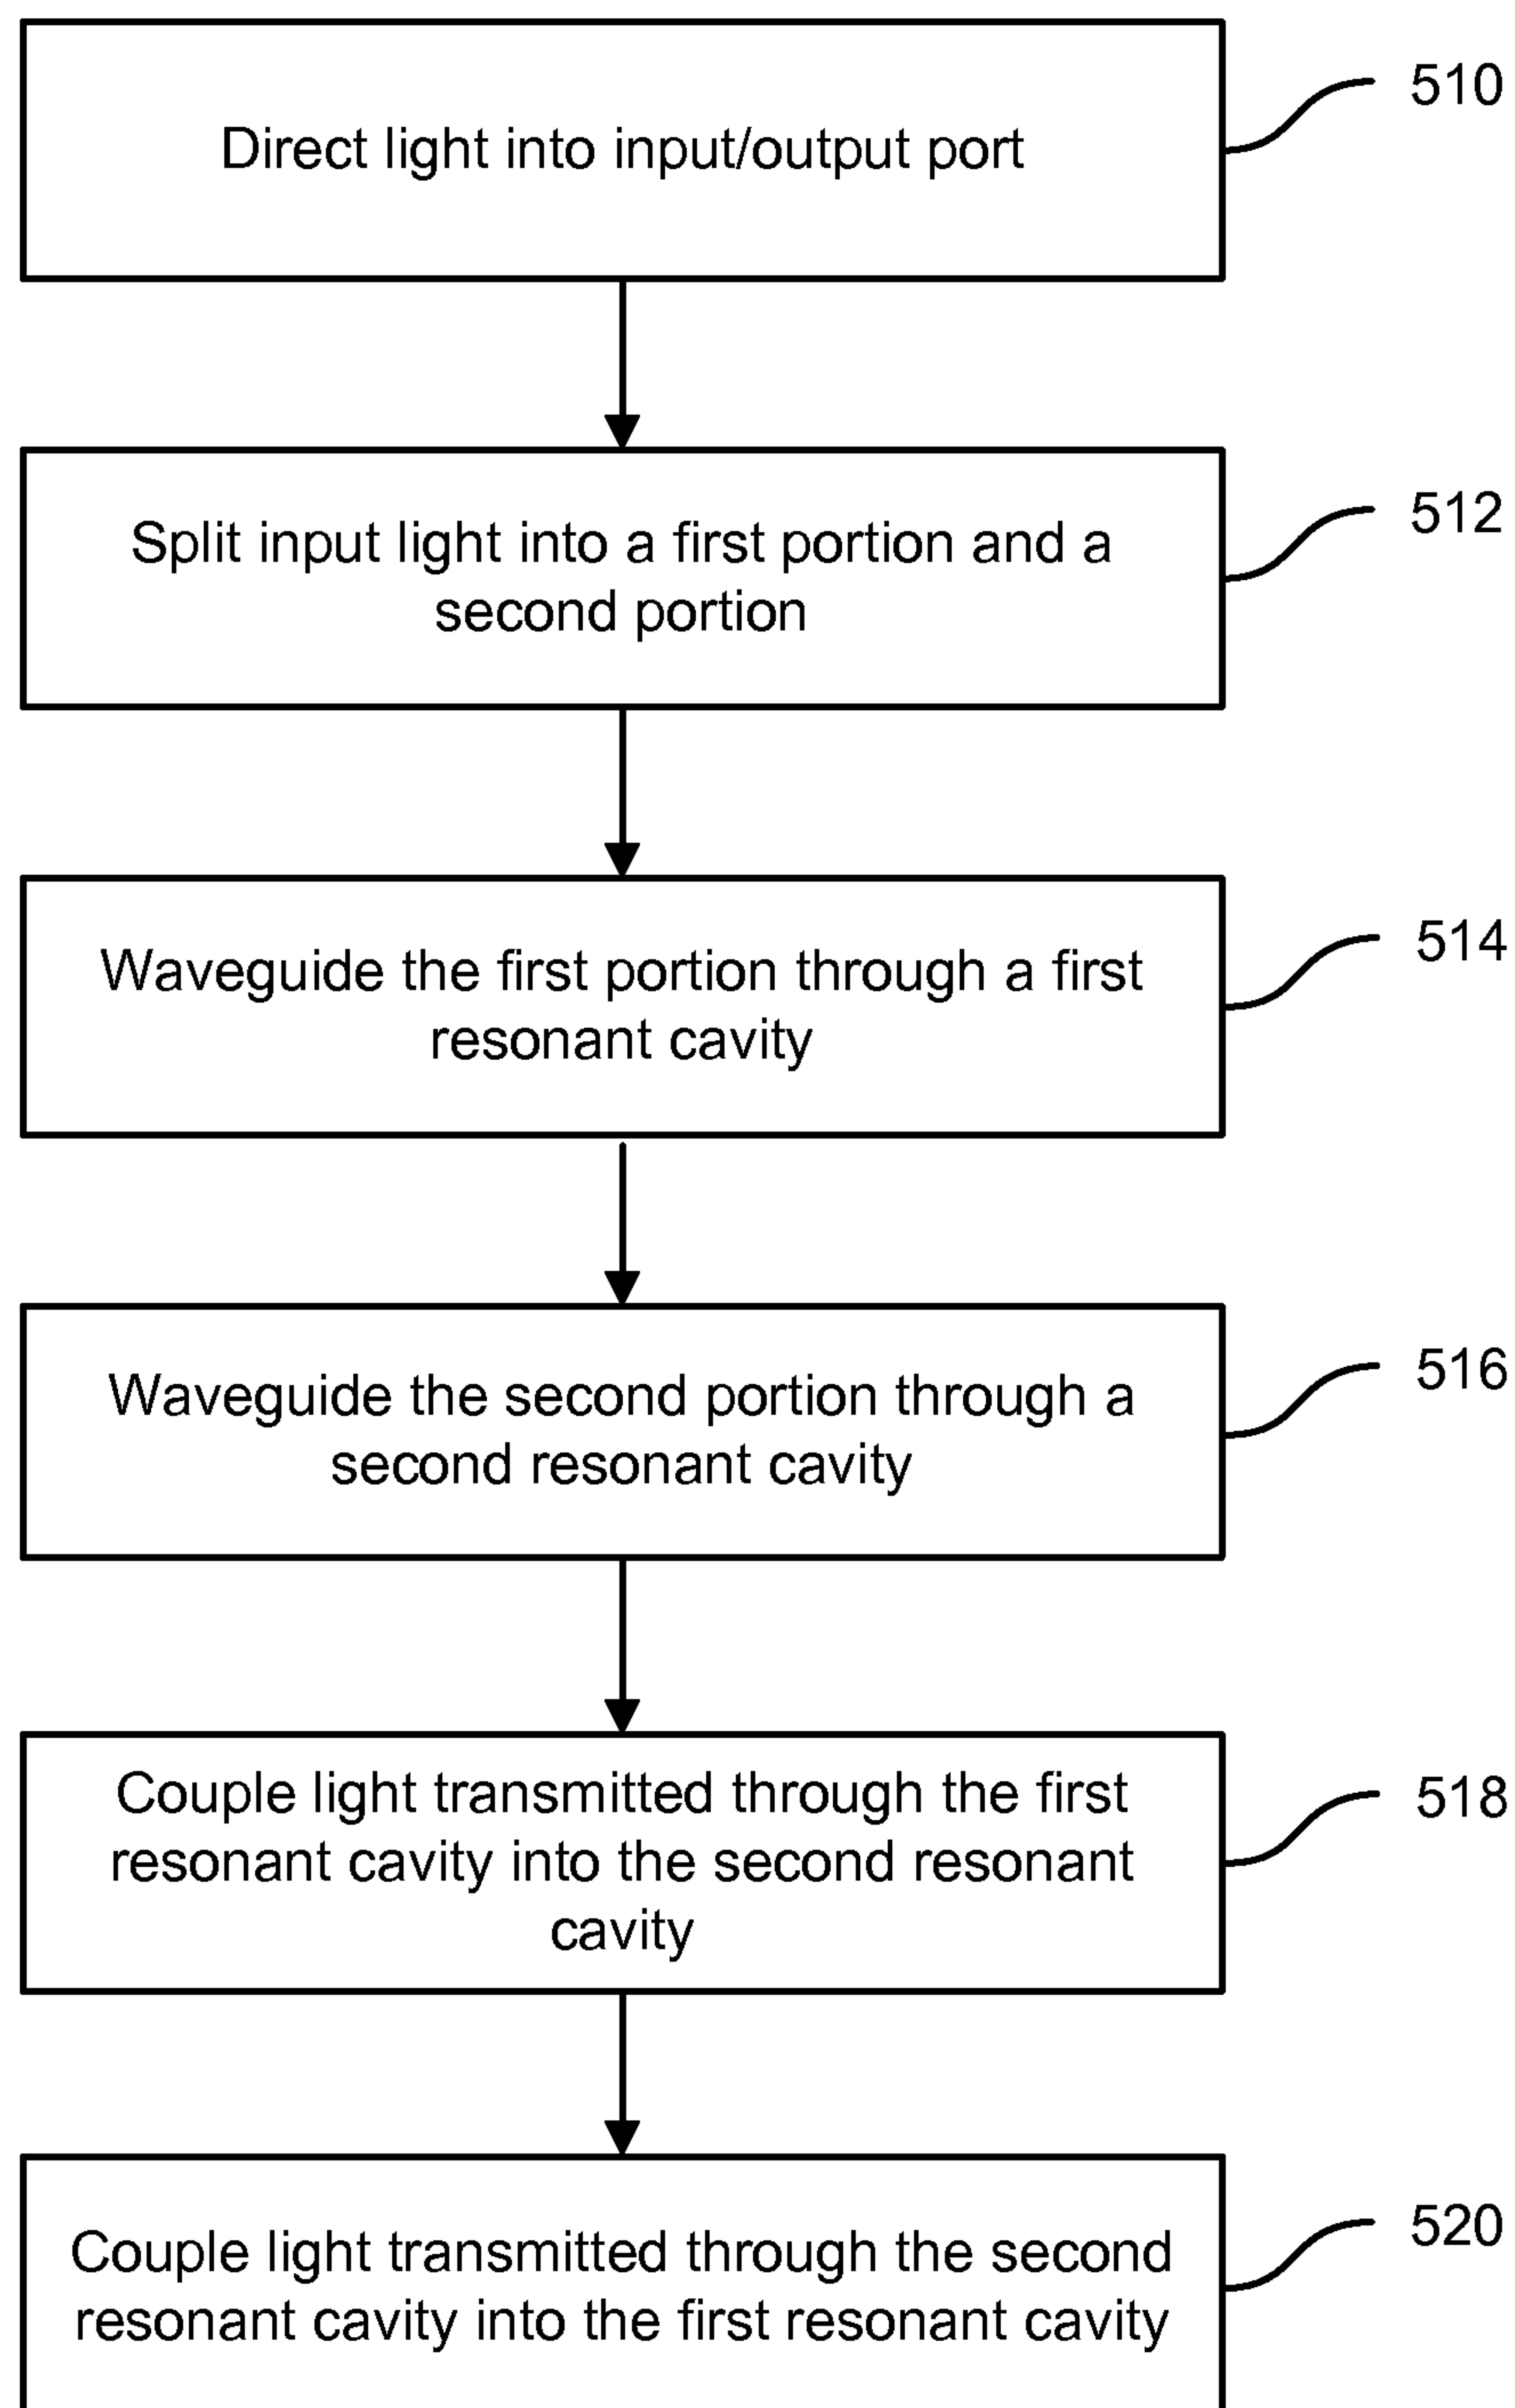 Direct light into input/output port
510
Split input light into a first portion and a
second portion
512
Waveguide the first portion through a first
resonant cavity
514
Waveguide the second portion through a
second resonant cavity
516
Couple light transmitted through the first
resonant cavity into the second resonant
cavity
518
Couple light transmitted through the second
resonant cavity into the first resonant cavity
520